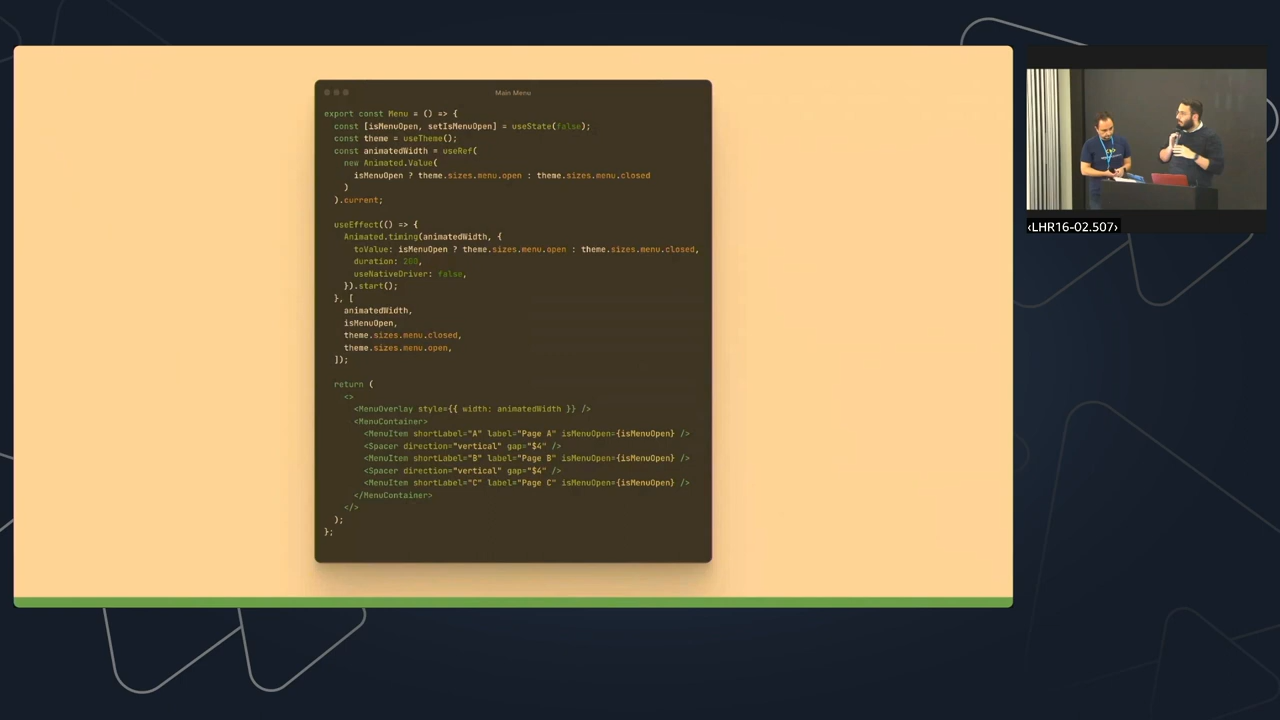 Main Menu
export const Menu = () => {
  const [isMenuOpen, setIsMenuOpen] = useState(false);
  const theme = useTheme();
  const animatedWidth = useRef(
    new Animated.Value(
      isMenuOpen ? theme.sizes.menu.open : theme.sizes.menu.closed
    )
  ).current;

  useEffect(() => {
    Animated.timing(animatedWidth, {
      toValue: isMenuOpen ? theme.sizes.menu.open : theme.sizes.menu.closed,
      duration: 260,
      useNativeDriver: false,
    }).start();
  }, [
    animatedWidth,
    isMenuOpen,
    theme.sizes.menu.closed,
    theme.sizes.menu.open,
  ]);

  return (
    <>
      <MenuOverlay style={{ width: animatedWidth }} />
      <MenuContainer>
        <MenuItem shortLabel="A" label="Page A" isMenuOpen={isMenuOpen} />
        <Spacer direction="vertical" gap="$4" />
        <MenuItem shortLabel="B" label="Page B" isMenuOpen={isMenuOpen} />
        <Spacer direction="vertical" gap="$4" />
        <MenuItem shortLabel="C" label="Page C" isMenuOpen={isMenuOpen} />
      </MenuContainer>
    </>
  );
};
‹LHR16-02.507›